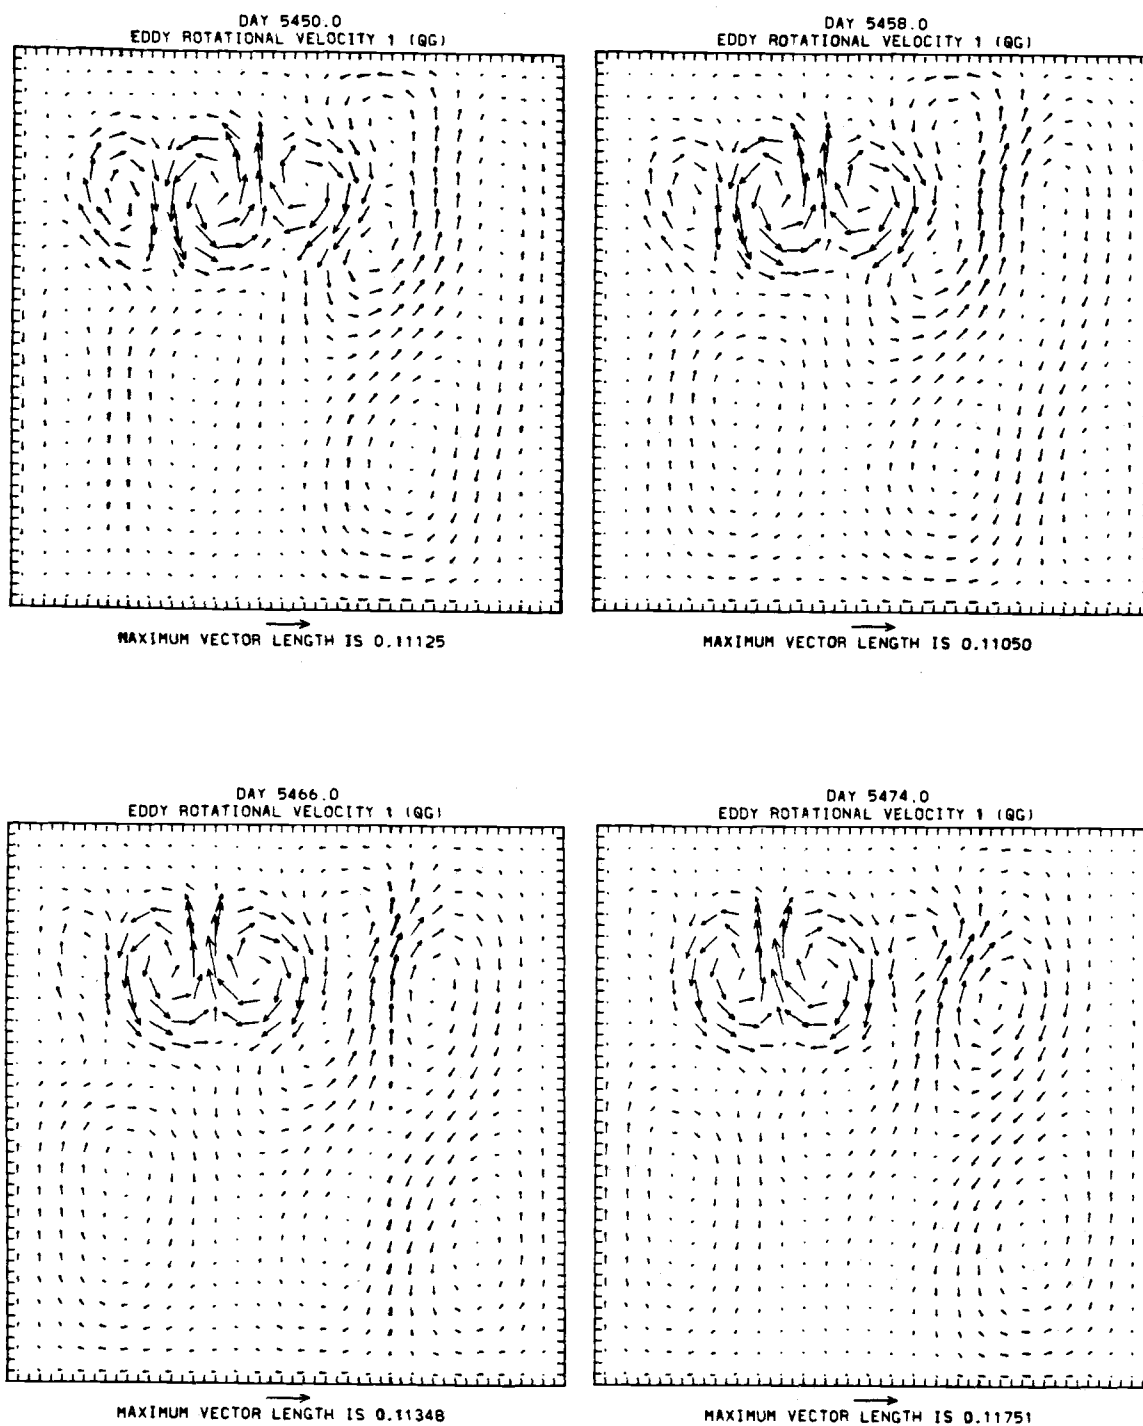 DAY 5450.0
EDDY ROTATIONAL VELOCITY 1 (QG)
MAXIMUM VECTOR LENGTH IS 0.11125
DAY 5458.0
EDDY ROTATIONAL VELOCITY 1 (QG)
MAXIMUM VECTOR LENGTH IS 0.11050
DAY 5466.0
EDDY ROTATIONAL VELOCITY 1 (QG)
MAXIMUM VECTOR LENGTH IS 0.11348
DAY 5474.0
EDDY ROTATIONAL VELOCITY 1 (QG)
MAXIMUM VECTOR LENGTH IS 0.11751